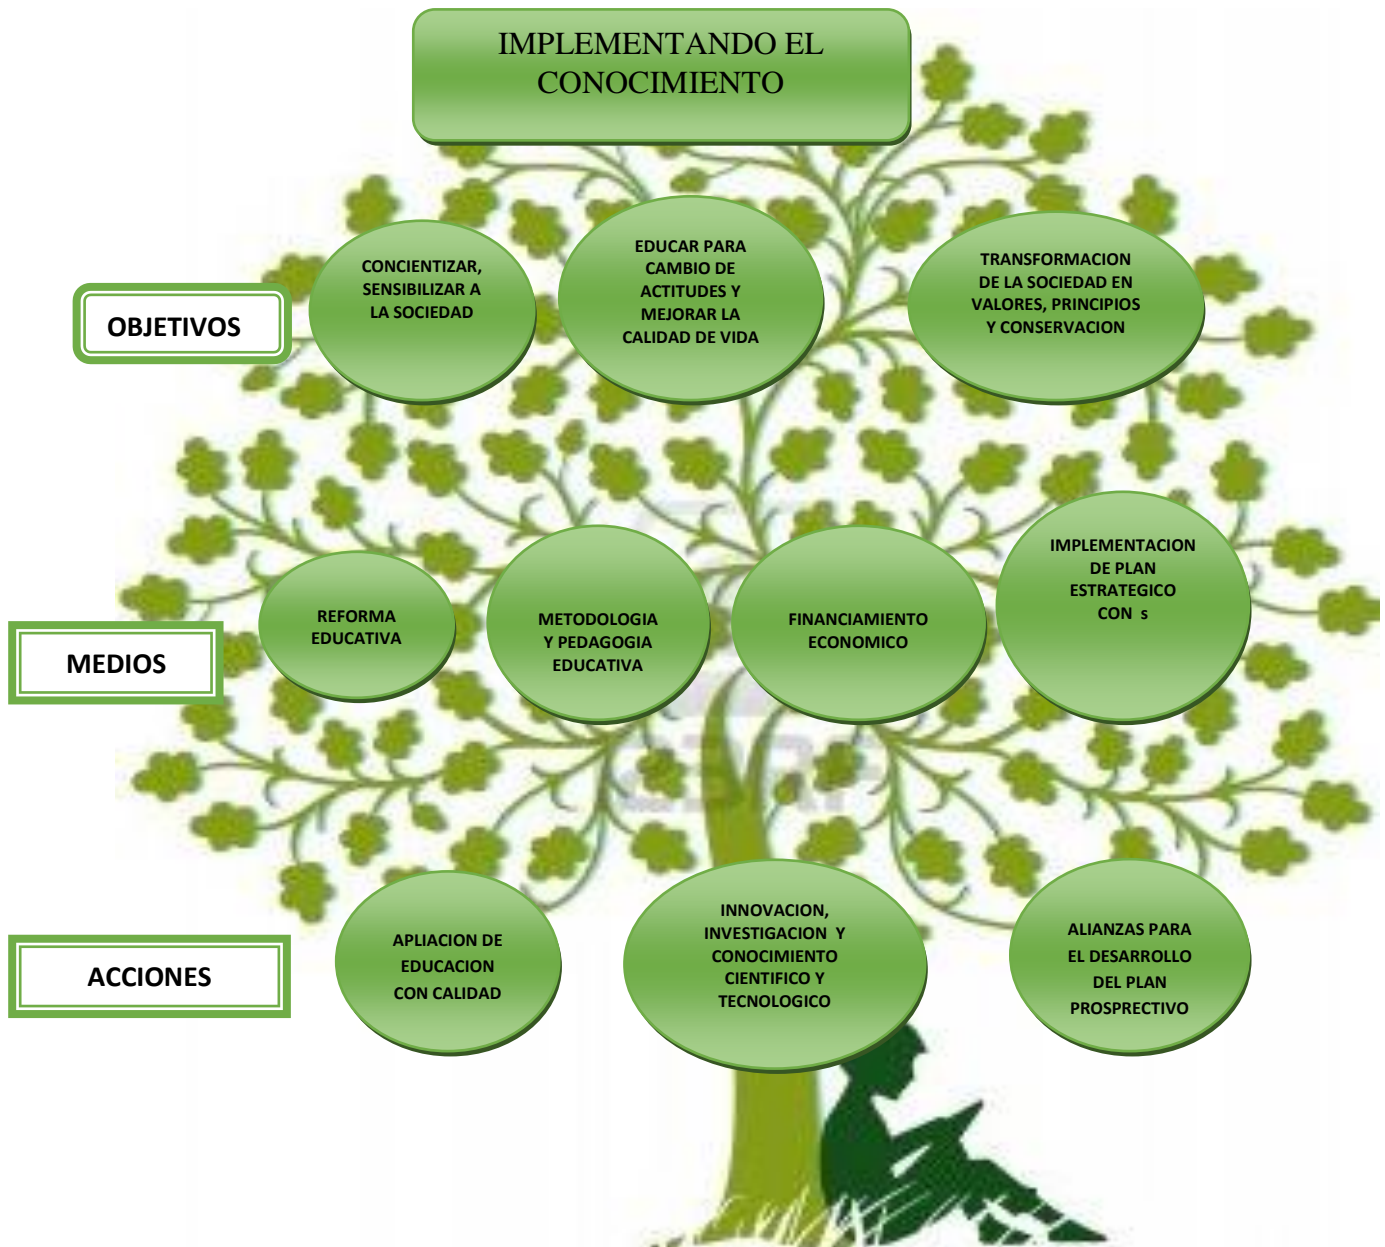 IMPLEMENTANDO EL
CONOCIMIENTO
OBJETIVOS
CONCIENTIZAR,
SENSIBILIZAR A
LA SOCIEDAD
EDUCAR PARA
CAMBIO DE
ACTITUDES Y
MEJORAR LA
CALIDAD DE VIDA
TRANSFORMACION
DE LA SOCIEDAD EN
VALORES, PRINCIPIOS
Y CONSERVACION
MEDIOS
REFORMA
EDUCATIVA
METODOLOGIA
Y PEDAGOGIA
EDUCATIVA
FINANCIAMIENTO
ECONOMICO
IMPLEMENTACION
DE PLAN
ESTRATEGICO
CON s
ACCIONES
APLIACION DE
EDUCACION
CON CALIDAD
INNOVACION,
INVESTIGACION Y
CONOCIMIENTO
CIENTIFICO Y
TECNOLOGICO
ALIANZAS PARA
EL DESARROLLO
DEL PLAN
PROSPRECTIVO